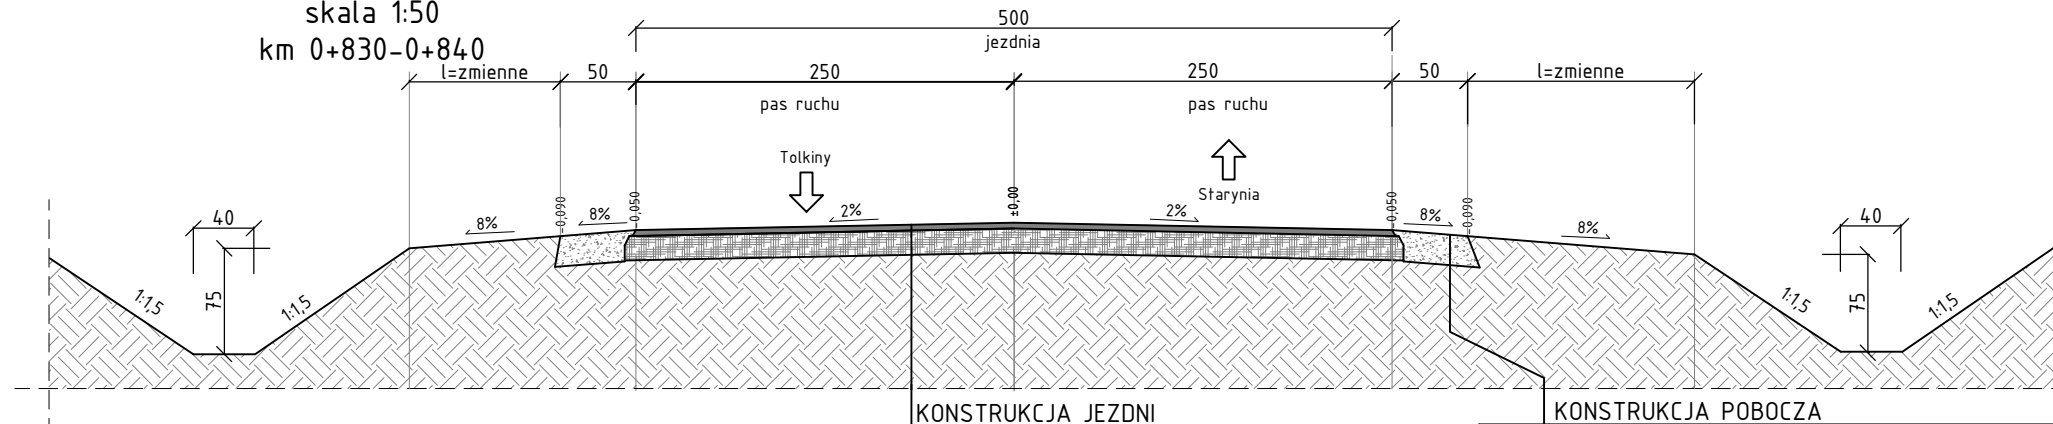 skala 1:50
km 0+830-0+840
500
jezdnia
l=zmienne
50
250
250
50
l=zmienne
pas ruchu
pas ruchu
Tolkiny
Starynia
-0,090
-0,050
±0,00
-0,050
-0,090
40
8%
8%
2%
2%
8%
8%
40
1:1,5
75
1:1,5
1:1,5
75
1:1,5
KONSTRUKCJA JEZDNI
KONSTRUKCJA POBOCZA